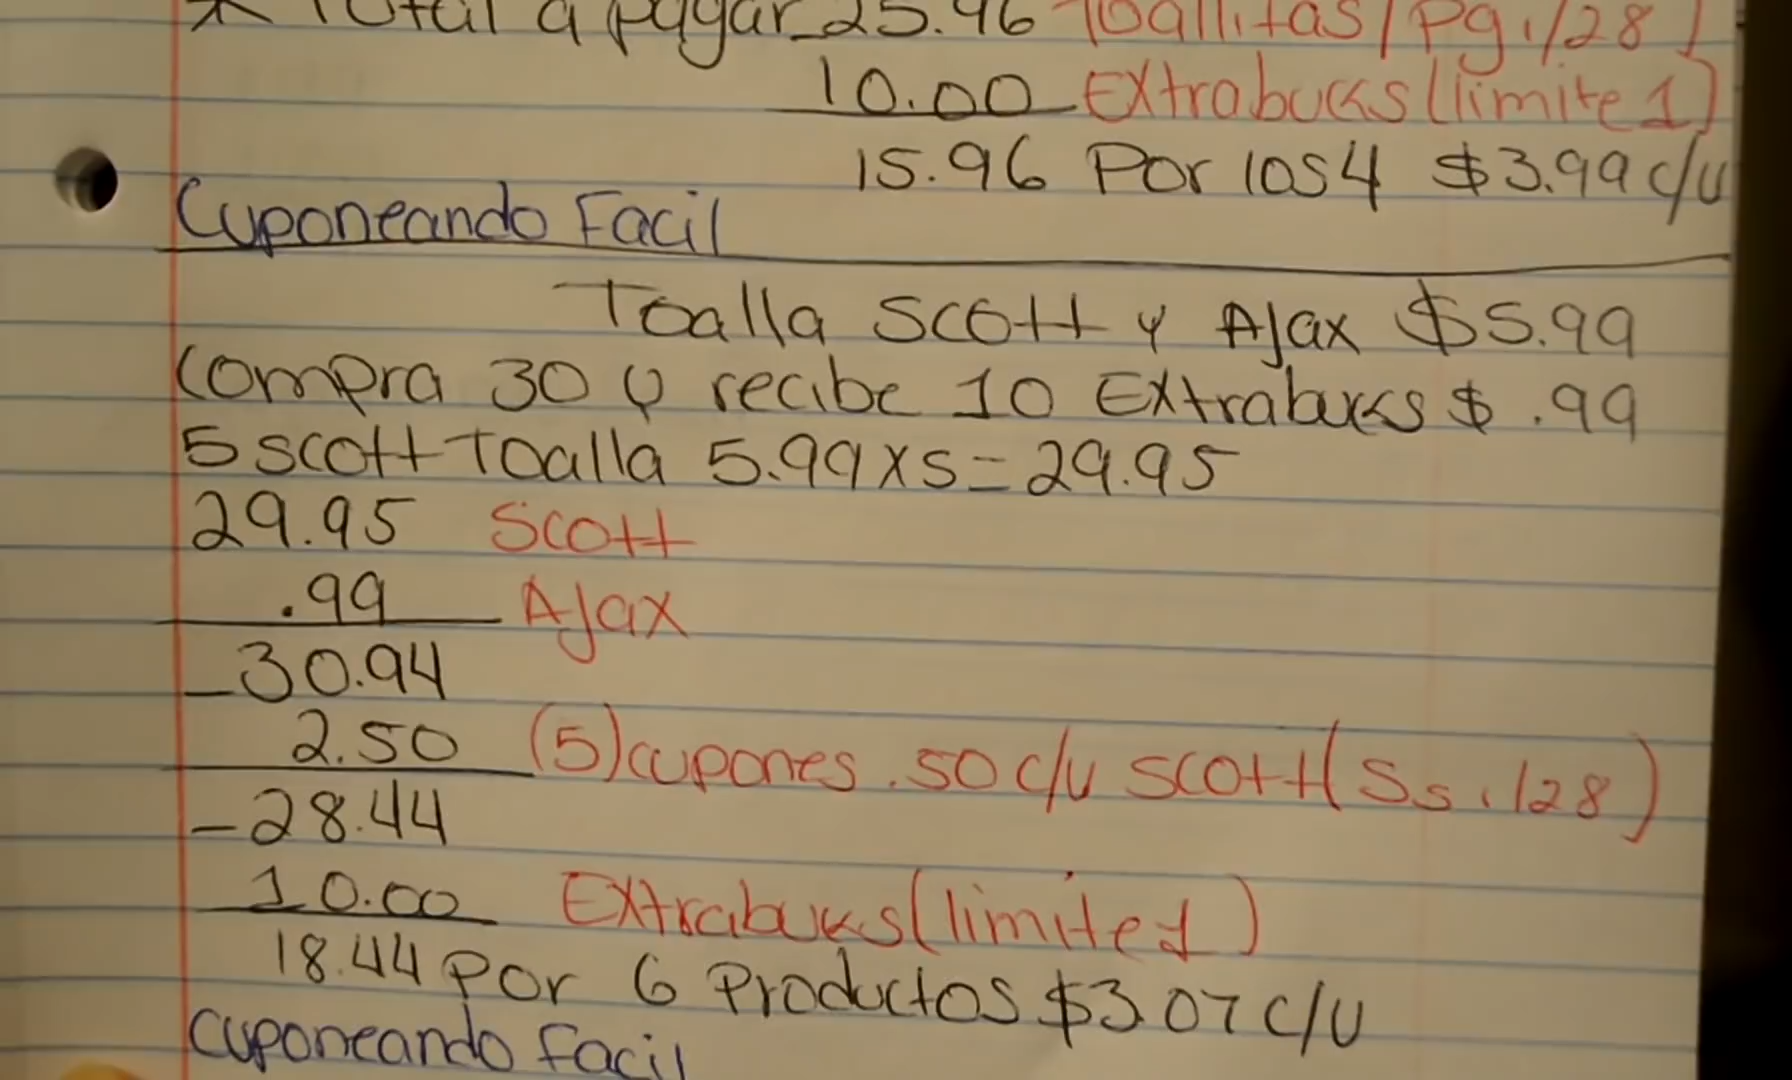 * Total a pagar 25.96 Toallitas/pg 1/28)
10.00 Extrabucks(limite 1)
15.96 Por los 4 $3.99 c/u
Cuponeando Facil
Toalla Scott y Ajax $5.99
Compra 30 y recibe 10 Extrabucks $ .99
5 scott Toalla 5.99x5=29.95
29.95 Scott
.99 Ajax
-30.94
2.50 (5)cupones .50 c/u scott(Ss 1/28)
-28.44
10.00 Extrabucks(limite 1)
18.44 por 6 Productos $3.07 c/u
Cuponeando facil